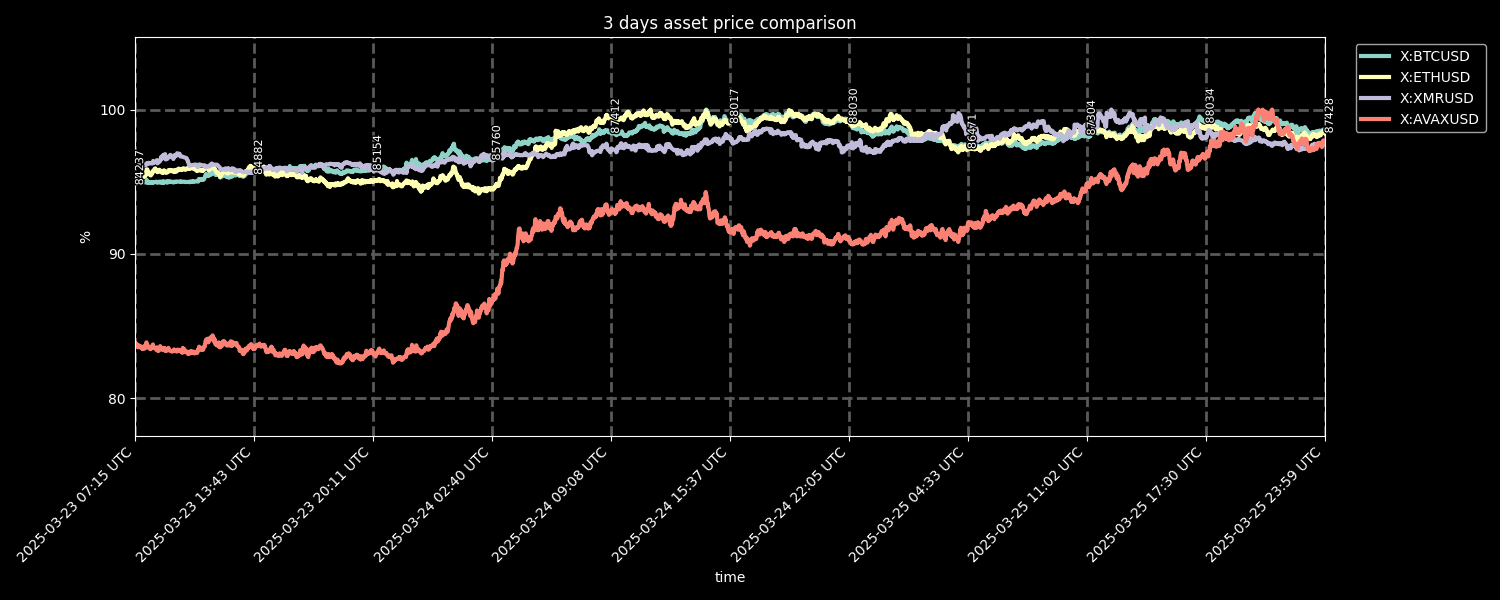 3 days asset price comparison
X:BTCUSD
X:ETHUSD
X:XMRUSD
X:AVAXUSD
100
90
80
%
84237
84882
85154
85760
87412
88017
88030
86471
87304
88034
87428
2025-03-23 07:15 UTC
2025-03-23 13:43 UTC
2025-03-23 20:11 UTC
2025-03-24 02:40 UTC
2025-03-24 09:08 UTC
2025-03-24 15:37 UTC
2025-03-24 22:05 UTC
2025-03-25 04:33 UTC
2025-03-25 11:02 UTC
2025-03-25 17:30 UTC
2025-03-25 23:59 UTC
time